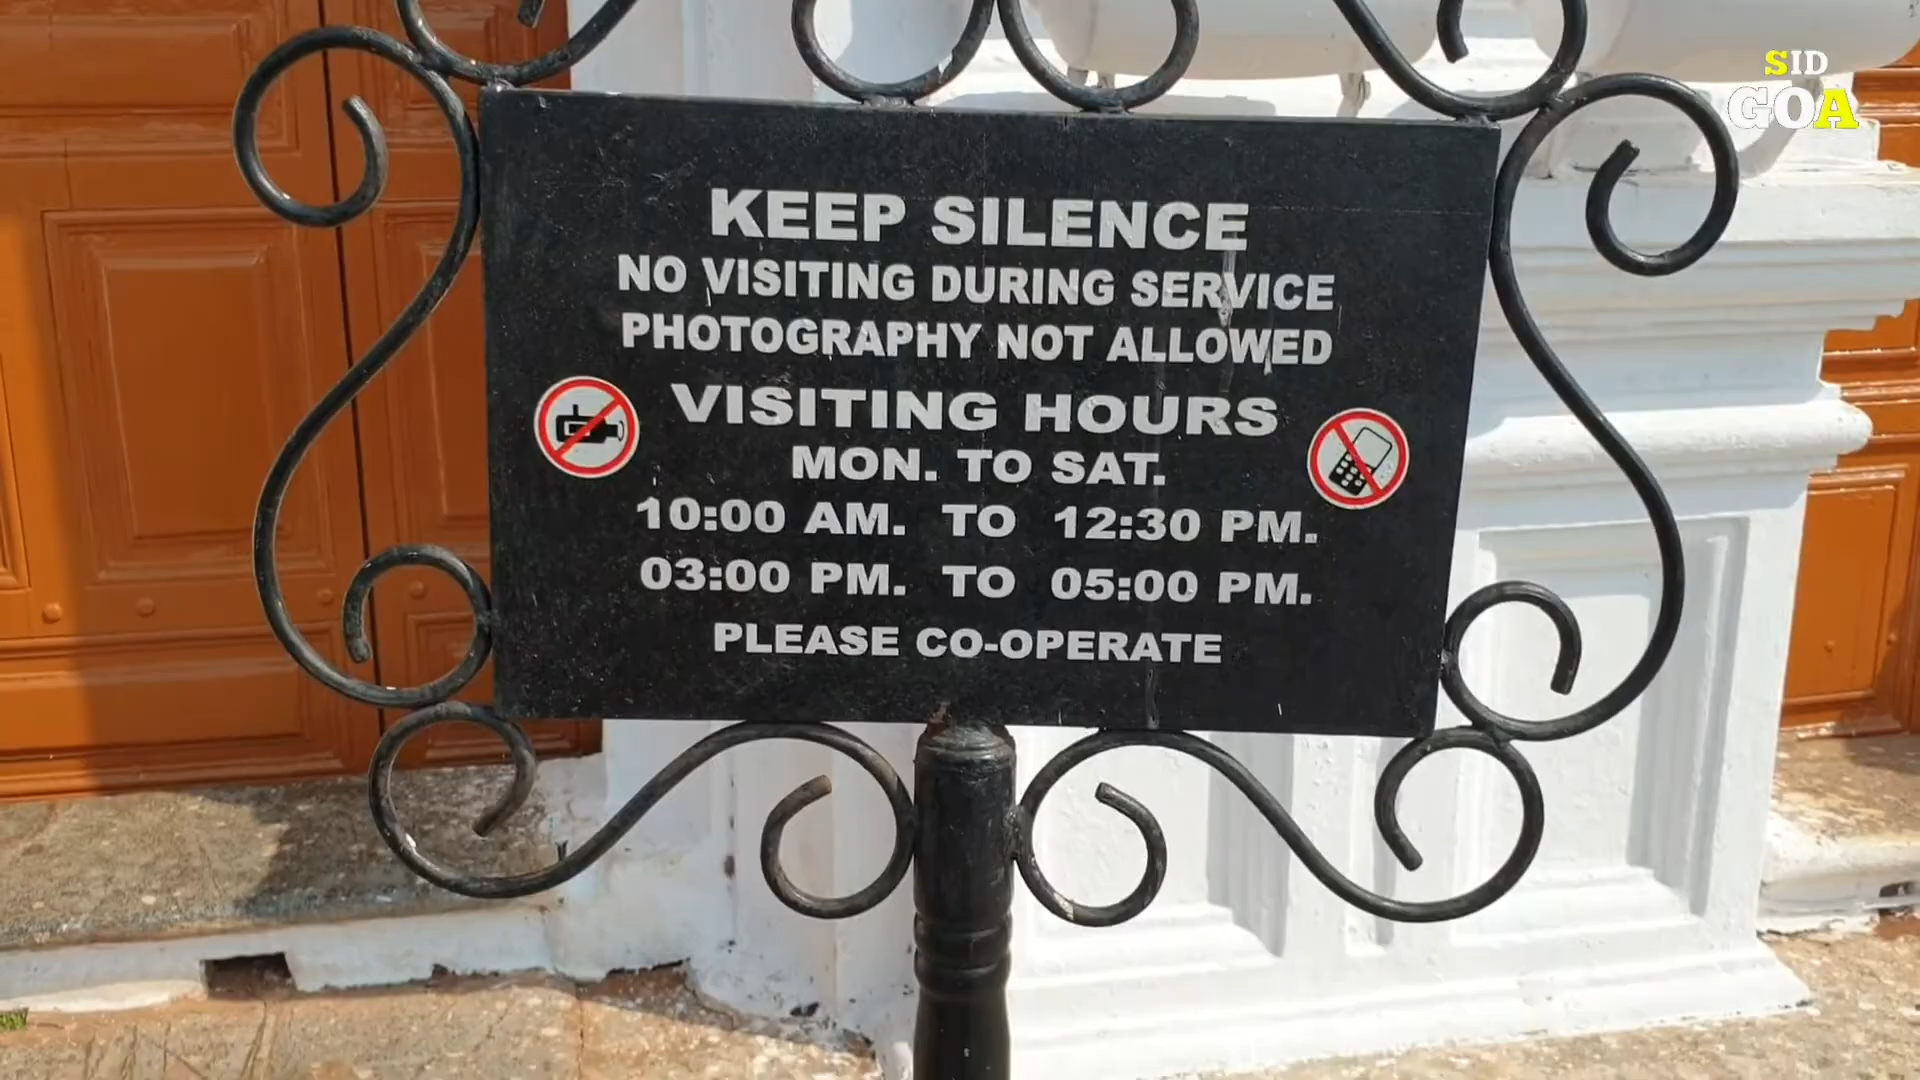 SID
GOA
KEEP SILENCE
NO VISITING DURING SERVICE
PHOTOGRAPHY NOT ALLOWED
VISITING HOURS
MON. TO SAT.
10:00 AM. TO 12:30 PM.
03:00 PM. TO 05:00 PM.
PLEASE CO-OPERATE